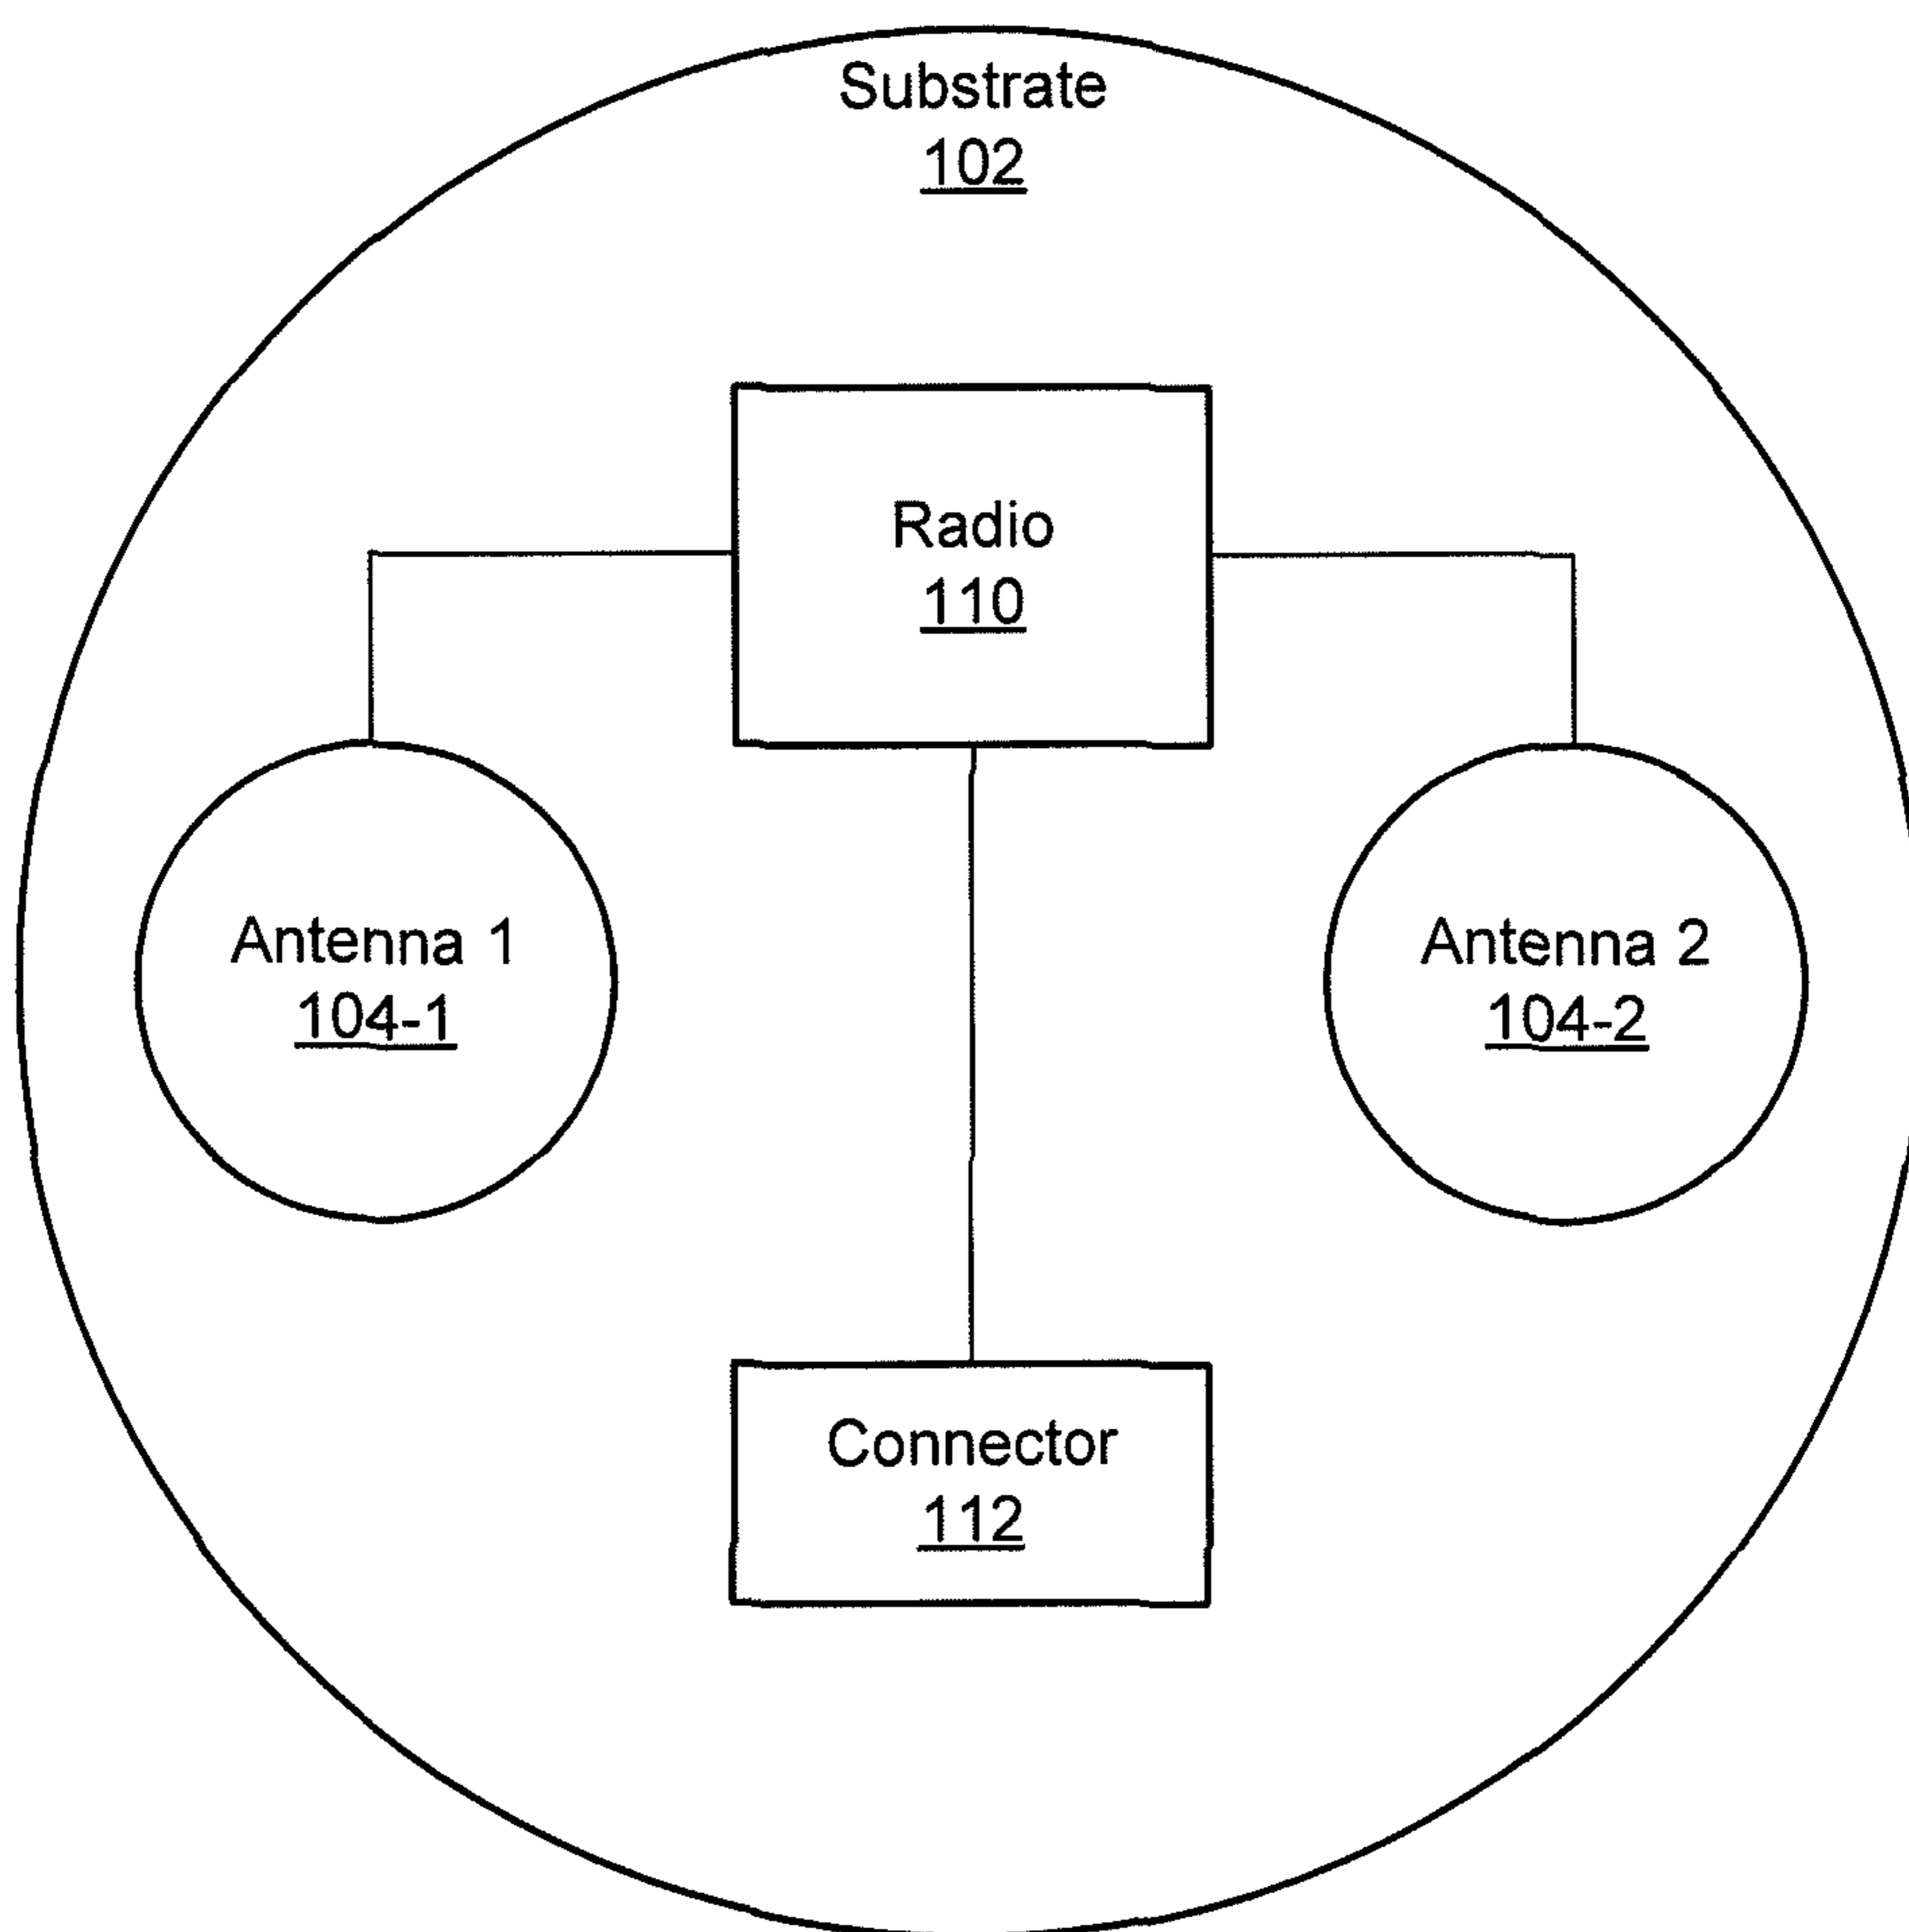 Substrate
102
Radio
110
Antenna 1
104-1
Antenna 2
104-2
Connector
112